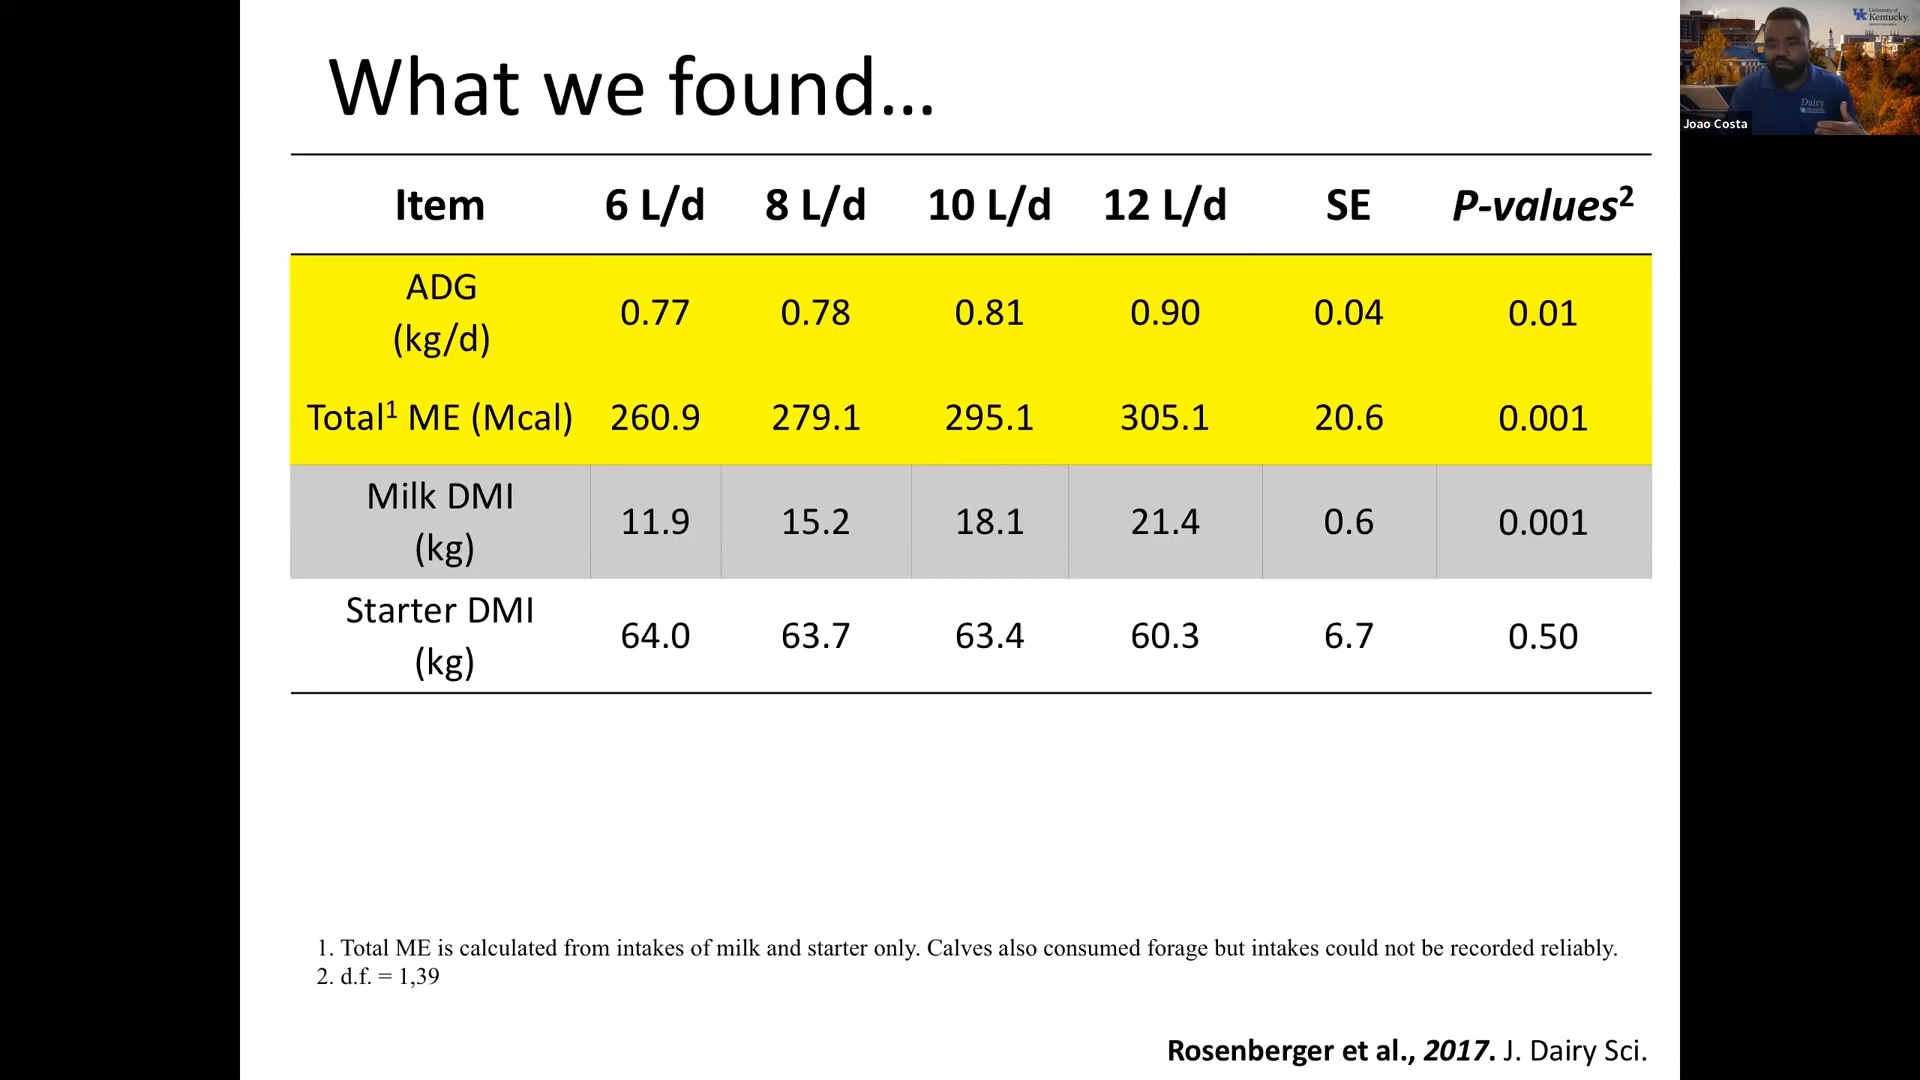 What we found...
Item 6 L/d 8 L/d 10 L/d 12 L/d SE P-values2
ADG
(kg/d) 0.77 0.78 0.81 0.90 0.04 0.01
Total1 ME (Mcal) 260.9 279.1 295.1 305.1 20.6 0.001
Milk DMI
(kg) 11.9 15.2 18.1 21.4 0.6 0.001
Starter DMI
(kg) 64.0 63.7 63.4 60.3 6.7 0.50
1. Total ME is calculated from intakes of milk and starter only. Calves also consumed forage but intakes could not be recorded reliably.
2. d.f. = 1,39
Rosenberger et al., 2017. J. Dairy Sci.
University of
Kentucky
Dairy
Joao Costa